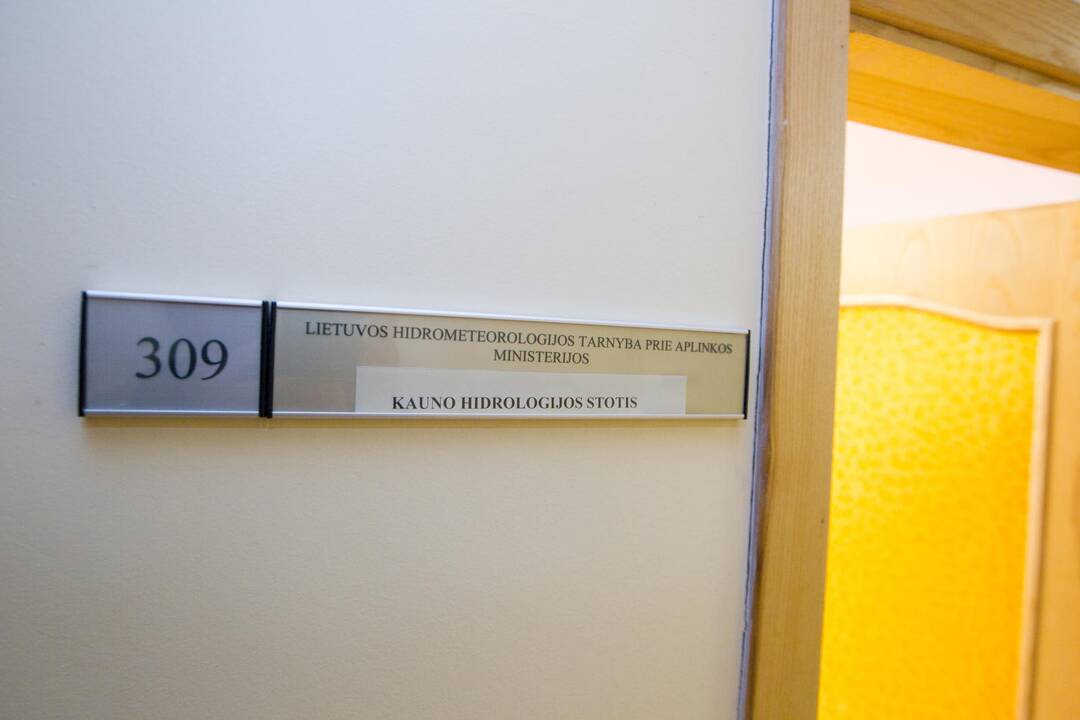 309
LIETUVOS HIDROMETEOROLOGIJOS TARNYBA PRIE APLINKOS
MINISTERIJOS
KAUNO HIDROLOGIJOS STOTIS